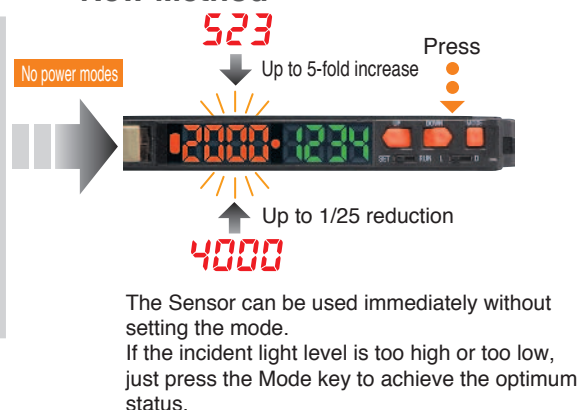 523
Press
No power modes
Up to 5-fold increase
2000 1234
UP DOWN MODE
SET RUN L D
Up to 1/25 reduction
4000
The Sensor can be used immediately without
setting the mode.
If the incident light level is too high or too low,
just press the Mode key to achieve the optimum
status.